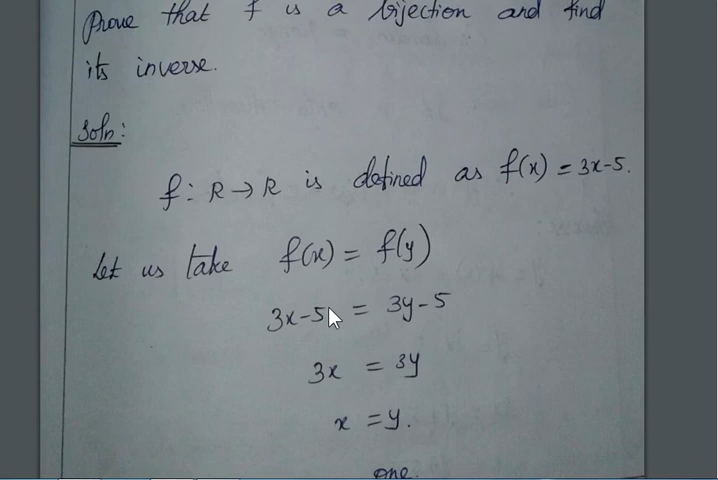 Prove that f is a bijection and find
its inverse.
Soln:
f: R→R is defined as f(x) = 3x-5.
Let us take f(x) = f(y)
3x-5 = 3y-5
3x = 3y
x = y.
one.